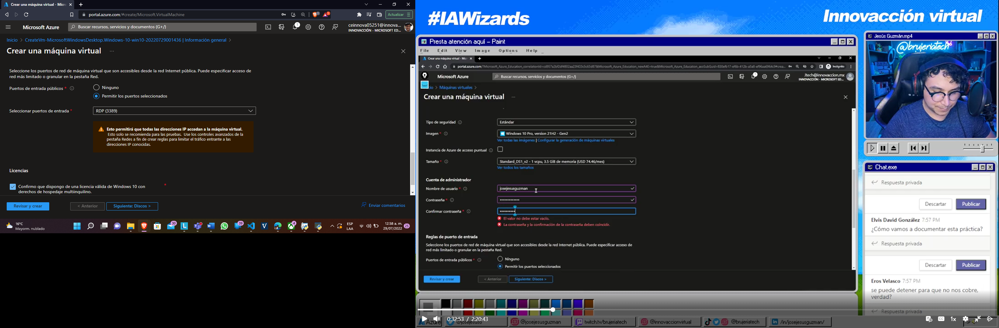 Crear una máquina virtual - Micr
portal.azure.com/#create/Microsoft.VirtualMachine
Actualizar
Microsoft Azure
Buscar recursos, servicios y documentos (G+/)
ceinnova05251@innova...
INNOVACCIÓN - MICROSOFT ED...
Inicio > CreateVm-MicrosoftWindowsDesktop.Windows-10-win10-20220729001436 | Información general >
Crear una máquina virtual ...
Seleccione los puertos de red de máquina virtual que son accesibles desde la red Internet pública. Puede especificar acceso de
red más limitado o granular en la pestaña Red.
Puertos de entrada públicos *
Ninguno
Permitir los puertos seleccionados
Seleccionar puertos de entrada *
RDP (3389)
Esto permitirá que todas las direcciones IP accedan a la máquina virtual.
Esto solo se recomienda para las pruebas. Use los controles avanzados de la
pestaña Redes a fin de crear reglas para limitar el tráfico entrante a las
direcciones IP conocidas.
Licencias
Confirmo que dispongo de una licencia válida de Windows 10 con
derechos de hospedaje multiinquilino. *
Revisar y crear
< Anterior
Siguiente: Discos >
Enviar comentarios
16°C
Mayorm. nublado
30
39
4
ESP
LAA
12:58 a. m.
29/07/2022
25
#IAWizards
Innovacción virtual
Presta atención aquí - Paint
File Edit View Image Options Help
Crear una máquina virtual - Mic
portal.azure.com/?Microsoft_Azure_Education_correlationId=
Incógnito
Microsoft Azure
Buscar recursos, servicios y documentos (G+/)
Jtech@innovaccion.mx
INNOVACCIÓN - MICROSOFT ED...
cio > Máquinas virtuales >
Crear una máquina virtual ...
Tipo de seguridad
Estándar
Imagen *
Windows 10 Pro, version 21H2 - Gen2
Ver todas las imágenes | Configurar la generación de máquinas virtuales
Instancia de Azure de acceso puntual
Tamaño *
Standard_DS1_v2 - 1 vcpu, 3.5 GiB de memoria (USD 74.46/mes)
Ver todos los tamaños
Cuenta de administrador
Nombre de usuario *
josejesusguzman
Contraseña *
Confirmar contraseña *
El valor no debe estar vacío.
La contraseña y la confirmación de la contraseña deben coincidir.
Reglas de puerto de entrada
Seleccione los puertos de red de máquina virtual que son accesibles desde la red Internet pública. Puede especificar acceso de
red más limitado o granular en la pestaña Red.
Puertos de entrada públicos *
Ninguno
Permitir los puertos seleccionados
Revisar y crear
< Anterior
Siguiente: Discos >
Jesús Guzmán.mp4
@brujeriatech
Chat.exe
Respuesta privada
Descartar
Publicar
Elvis David González 7:57 PM
¿Cómo vamos a documentar esta práctica?
Respuesta privada
Descartar
Publicar
Eros Velasco 7:57 PM
se puede detener para que no nos cobre,
verdad?
Respuesta privada
0:32:53 / 2:20:43
1x
Azure
@josejesuso
@josejesusguzman
twitch.tv/brujeriatech
@innovaccionvirtual
@brujeriatech
/in/josejesusguzman/